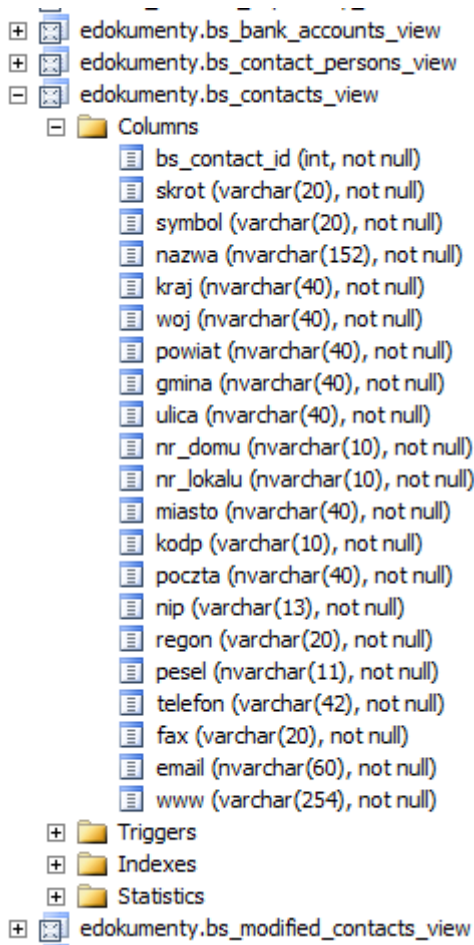 edokumenty.bs_bank_accounts_view
edokumenty.bs_contact_persons_view
edokumenty.bs_contacts_view
Columns
bs_contact_id (int, not null)
skrot (varchar(20), not null)
symbol (varchar(20), not null)
nazwa (nvarchar(152), not null)
kraj (nvarchar(40), not null)
woj (nvarchar(40), not null)
powiat (nvarchar(40), not null)
gmina (nvarchar(40), not null)
ulica (nvarchar(40), not null)
nr_domu (nvarchar(10), not null)
nr_lokalu (nvarchar(10), not null)
miasto (nvarchar(40), not null)
kodp (varchar(10), not null)
poczta (nvarchar(40), not null)
nip (varchar(13), not null)
regon (varchar(20), not null)
pesel (nvarchar(11), not null)
telefon (varchar(42), not null)
fax (varchar(20), not null)
email (nvarchar(60), not null)
www (varchar(254), not null)
Triggers
Indexes
Statistics
edokumenty.bs_modified_contacts_view